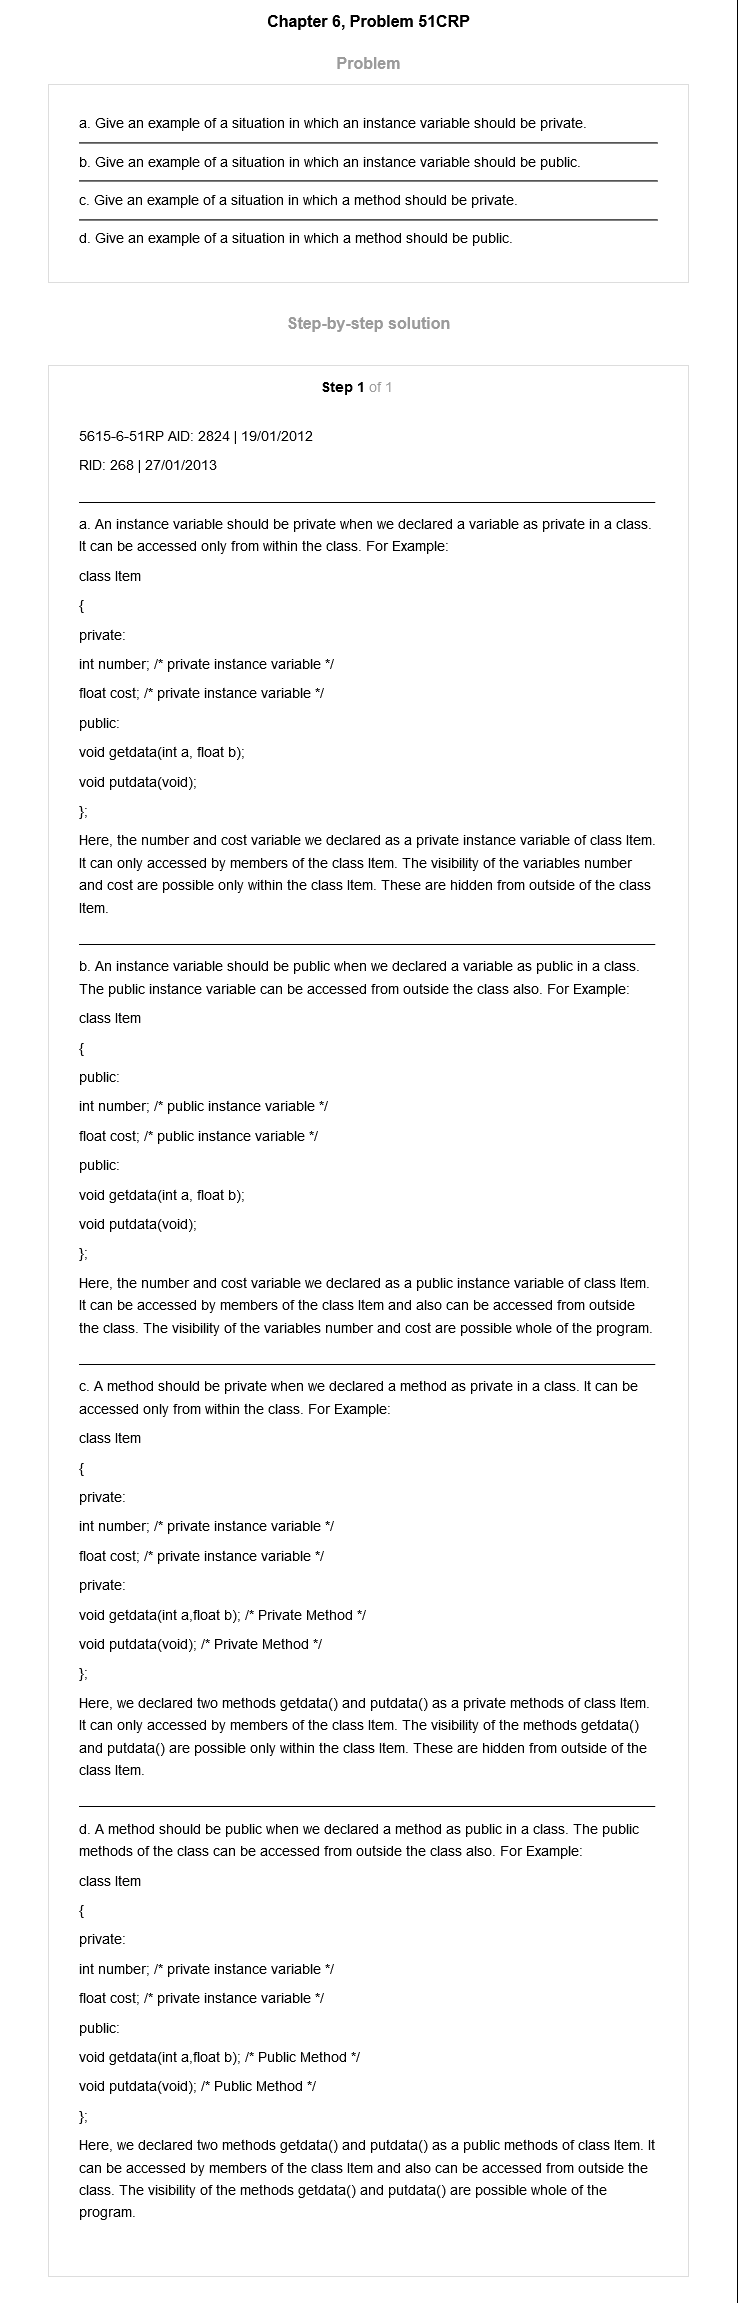 Chapter 6, Problem 51CRP
Problem
a. Give an example of a situation in which an instance variable should be private.
b. Give an example of a situation in which an instance variable should be public.
c. Give an example of a situation in which a method should be private.
d. Give an example of a situation in which a method should be public.
Step-by-step solution
Step 1 of 1
5615-6-51RP AID: 2824 | 19/01/2012
RID: 268 | 27/01/2013
a. An instance variable should be private when we declared a variable as private in a class.
It can be accessed only from within the class. For Example:
class Item
{
private:
int number; /* private instance variable */
float cost; /* private instance variable */
public:
void getdata(int a, float b);
void putdata(void);
};
Here, the number and cost variable we declared as a private instance variable of class Item.
It can only accessed by members of the class Item. The visibility of the variables number
and cost are possible only within the class Item. These are hidden from outside of the class
Item.
b. An instance variable should be public when we declared a variable as public in a class.
The public instance variable can be accessed from outside the class also. For Example:
class Item
{
public:
int number; /* public instance variable */
float cost; /* public instance variable */
public:
void getdata(int a, float b);
void putdata(void);
};
Here, the number and cost variable we declared as a public instance variable of class Item.
It can be accessed by members of the class Item and also can be accessed from outside
the class. The visibility of the variables number and cost are possible whole of the program.
c. A method should be private when we declared a method as private in a class. It can be
accessed only from within the class. For Example:
class Item
{
private:
int number; /* private instance variable */
float cost; /* private instance variable */
private:
void getdata(int a,float b); /* Private Method */
void putdata(void); /* Private Method */
};
Here, we declared two methods getdata() and putdata() as a private methods of class Item.
It can only accessed by members of the class Item. The visibility of the methods getdata()
and putdata() are possible only within the class Item. These are hidden from outside of the
class Item.
d. A method should be public when we declared a method as public in a class. The public
methods of the class can be accessed from outside the class also. For Example:
class Item
{
private:
int number; /* private instance variable */
float cost; /* private instance variable */
public:
void getdata(int a,float b); /* Public Method */
void putdata(void); /* Public Method */
};
Here, we declared two methods getdata() and putdata() as a public methods of class Item. It
can be accessed by members of the class Item and also can be accessed from outside the
class. The visibility of the methods getdata() and putdata() are possible whole of the
program.